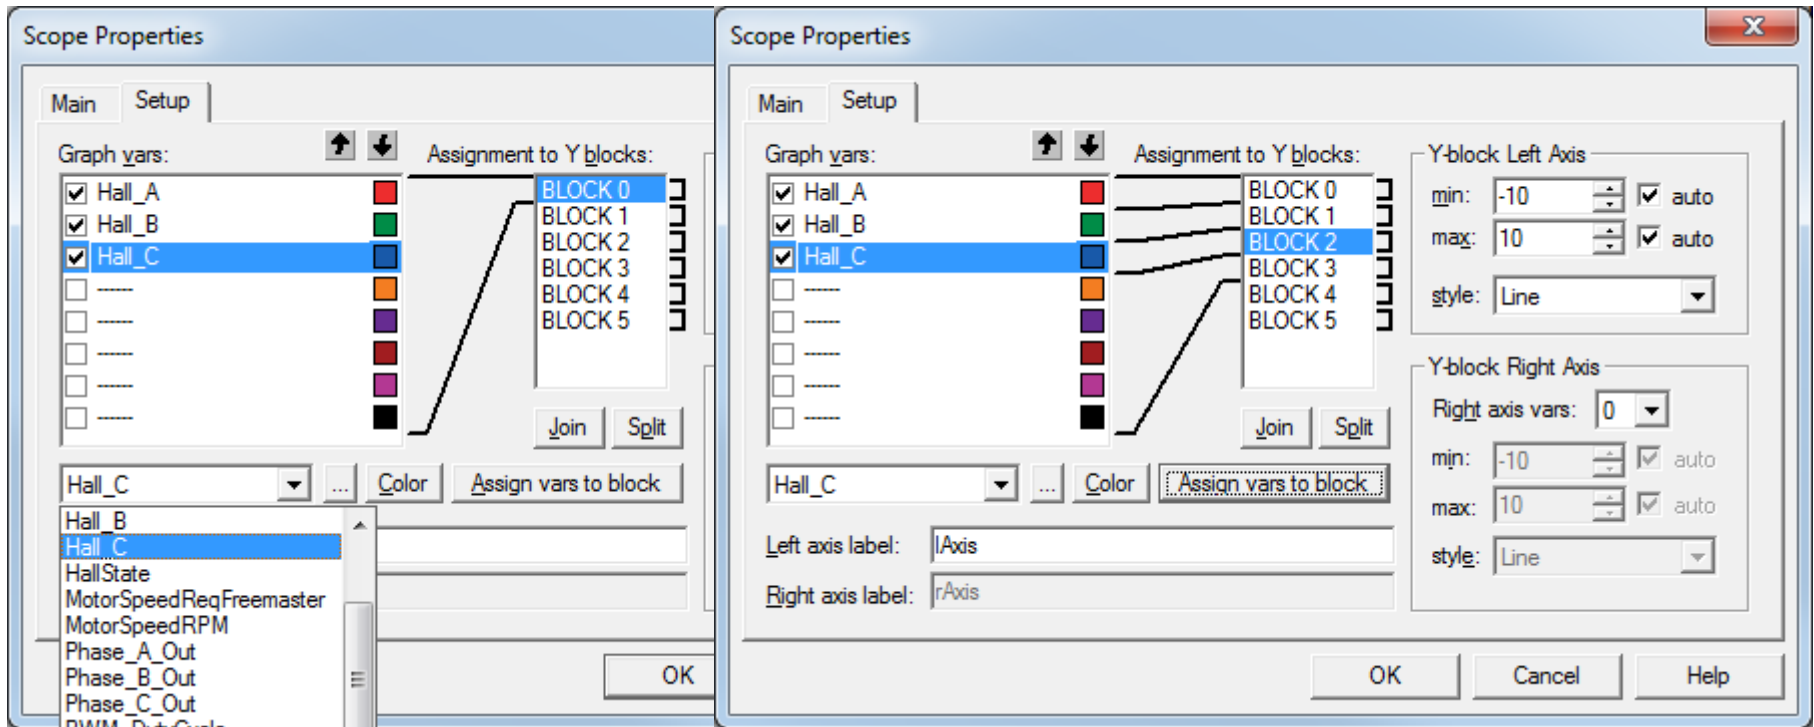 Scope Properties
Main Setup
Graph vars: Assignment to Y blocks:
Hall_A
Hall_B
Hall_C
------
------
------
------
------
BLOCK 0
BLOCK 1
BLOCK 2
BLOCK 3
BLOCK 4
BLOCK 5
Join Split
Hall_C ... Color Assign vars to block
Hall_B
Hall_C
HallState
MotorSpeedReqFreemaster
MotorSpeedRPM
Phase_A_Out
Phase_B_Out
Phase_C_Out
PWM_DutyCycle
OK
Scope Properties
Main Setup
Graph vars: Assignment to Y blocks:
Hall_A
Hall_B
Hall_C
------
------
------
------
------
BLOCK 0
BLOCK 1
BLOCK 2
BLOCK 3
BLOCK 4
BLOCK 5
Join Split
Hall_C ... Color Assign vars to block
Left axis label: lAxis
Right axis label: rAxis
Y-block Left Axis
min: -10 auto
max: 10 auto
style: Line
Y-block Right Axis
Right axis vars: 0
min: -10 auto
max: 10 auto
style: Line
OK Cancel Help